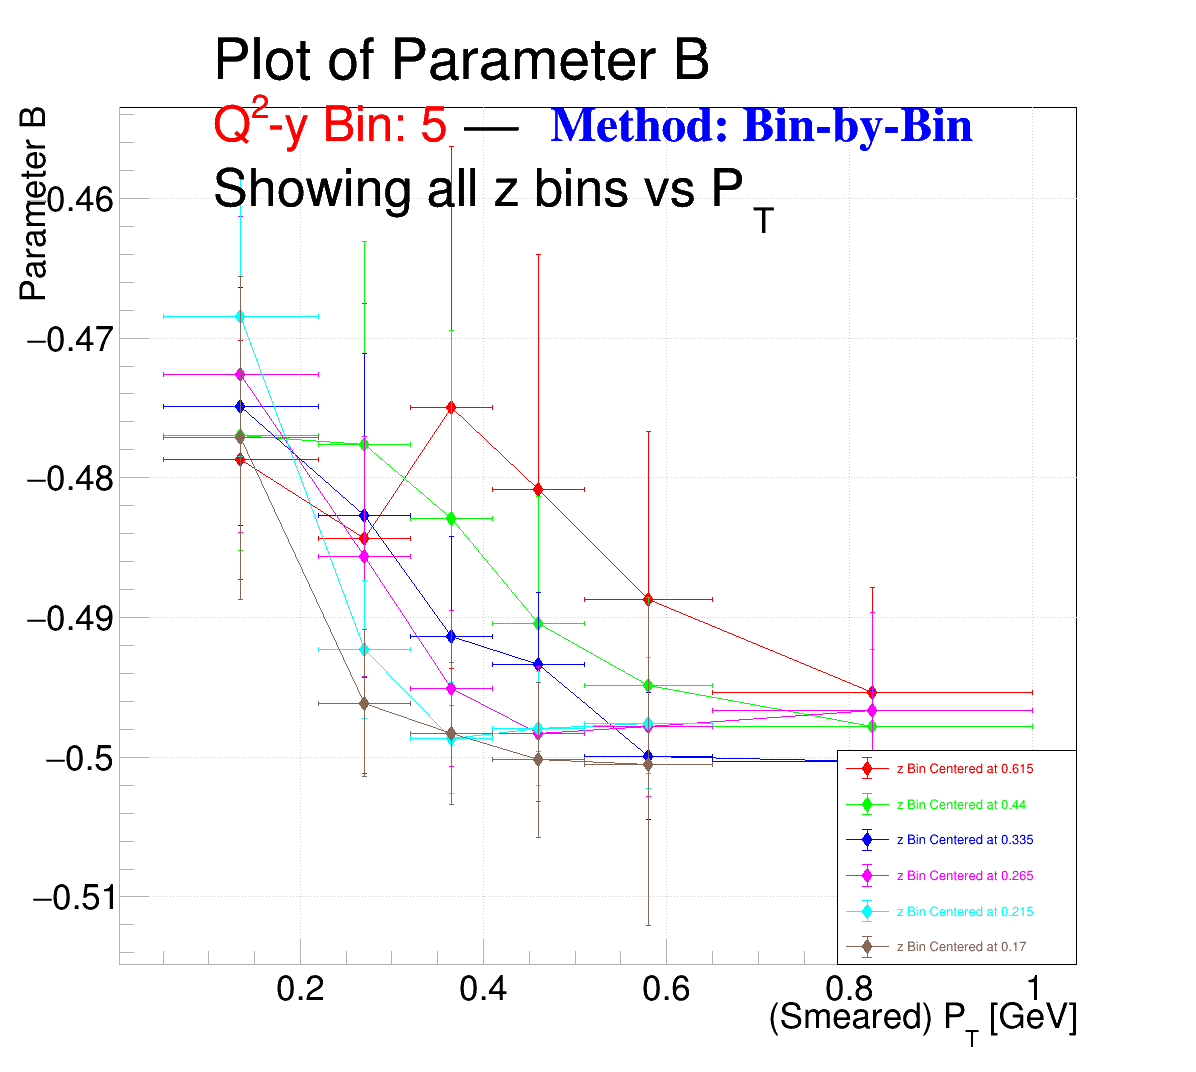 Plot of Parameter B
Q2-y Bin: 5 — Method: Bin-by-Bin
Showing all z bins vs PT
Parameter B
0.46
−0.47
−0.48
−0.49
−0.5
−0.51
z Bin Centered at 0.615
z Bin Centered at 0.44
z Bin Centered at 0.335
z Bin Centered at 0.265
z Bin Centered at 0.215
z Bin Centered at 0.17
0.2 0.4 0.6 0.8 1
(Smeared) PT [GeV]